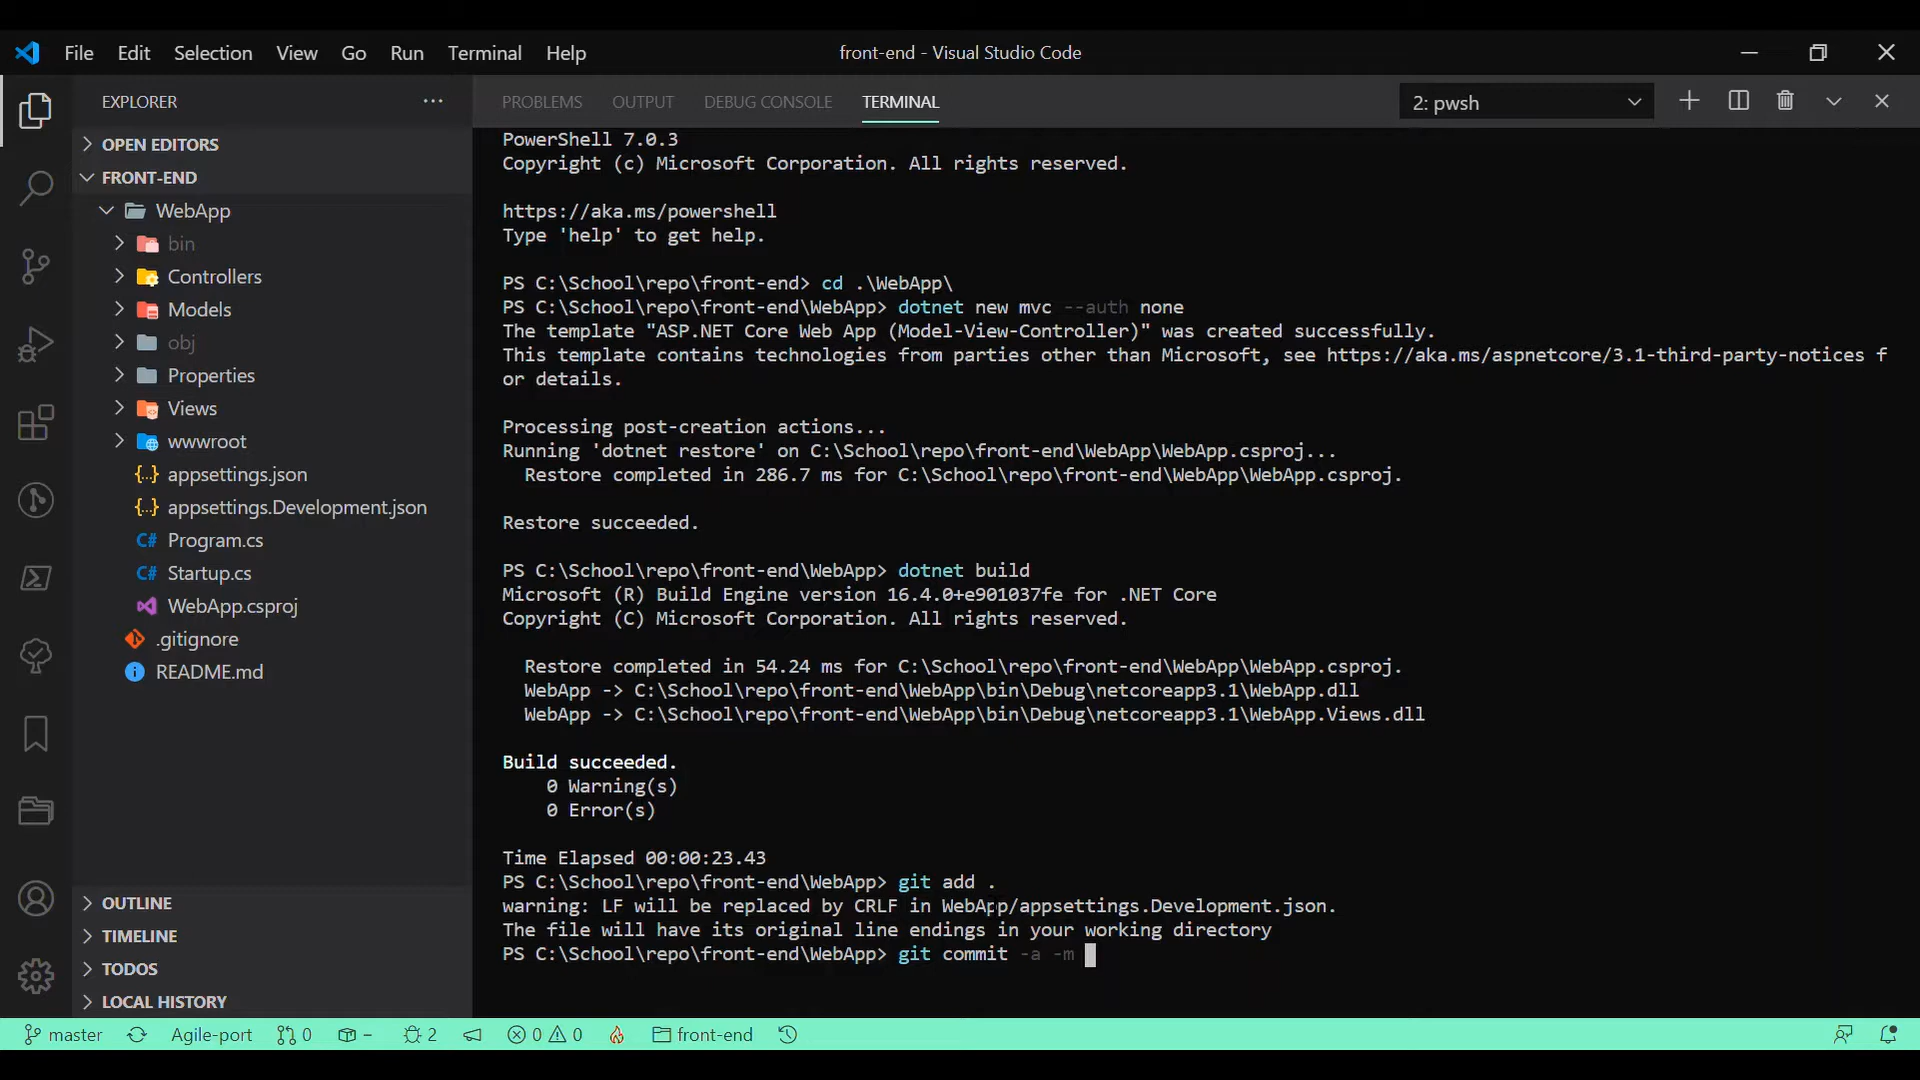 File Edit Selection View Go Run Terminal Help
front-end - Visual Studio Code
EXPLORER
OPEN EDITORS
FRONT-END
WebApp
bin
Controllers
Models
obj
Properties
Views
wwwroot
appsettings.json
appsettings.Development.json
C# Program.cs
C# Startup.cs
WebApp.csproj
.gitignore
README.md
OUTLINE
TIMELINE
TODOS
LOCAL HISTORY
PROBLEMS OUTPUT DEBUG CONSOLE TERMINAL
2: pwsh
PowerShell 7.0.3
Copyright (c) Microsoft Corporation. All rights reserved.
https://aka.ms/powershell
Type 'help' to get help.
PS C:\School\repo\front-end> cd .\WebApp\
PS C:\School\repo\front-end\WebApp> dotnet new mvc --auth none
The template "ASP.NET Core Web App (Model-View-Controller)" was created successfully.
This template contains technologies from parties other than Microsoft, see https://aka.ms/aspnetcore/3.1-third-party-notices f
or details.
Processing post-creation actions...
Running 'dotnet restore' on C:\School\repo\front-end\WebApp\WebApp.csproj...
Restore completed in 286.7 ms for C:\School\repo\front-end\WebApp\WebApp.csproj.
Restore succeeded.
PS C:\School\repo\front-end\WebApp> dotnet build
Microsoft (R) Build Engine version 16.4.0+e901037fe for .NET Core
Copyright (C) Microsoft Corporation. All rights reserved.
Restore completed in 54.24 ms for C:\School\repo\front-end\WebApp\WebApp.csproj.
WebApp -> C:\School\repo\front-end\WebApp\bin\Debug\netcoreapp3.1\WebApp.dll
WebApp -> C:\School\repo\front-end\WebApp\bin\Debug\netcoreapp3.1\WebApp.Views.dll
Build succeeded.
0 Warning(s)
0 Error(s)
Time Elapsed 00:00:23.43
PS C:\School\repo\front-end\WebApp> git add .
warning: LF will be replaced by CRLF in WebApp/appsettings.Development.json.
The file will have its original line endings in your working directory
PS C:\School\repo\front-end\WebApp> git commit -a -m
master Agile-port 0 - 2 0 0 front-end